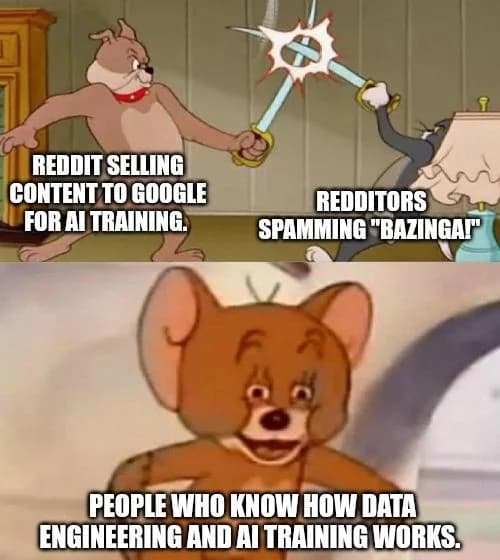 REDDIT SELLING
CONTENT TO GOOGLE
FOR AI TRAINING.
REDDITORS
SPAMMING "BAZINGA!"
PEOPLE WHO KNOW HOW DATA
ENGINEERING AND AI TRAINING WORKS.